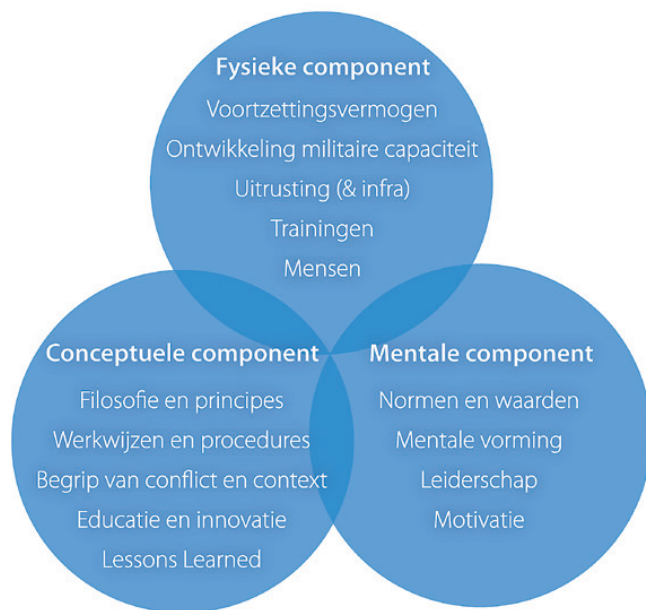 Fysieke component
Voortzettingsvermogen
Ontwikkeling militaire capaciteit
Uitrusting (& infra)
Trainingen
Mensen
Conceptuele component
Filosofie en principes
Werkwijzen en procedures
Begrip van conflict en context
Educatie en innovatie
Lessons Learned
Mentale component
Normen en waarden
Mentale vorming
Leiderschap
Motivatie